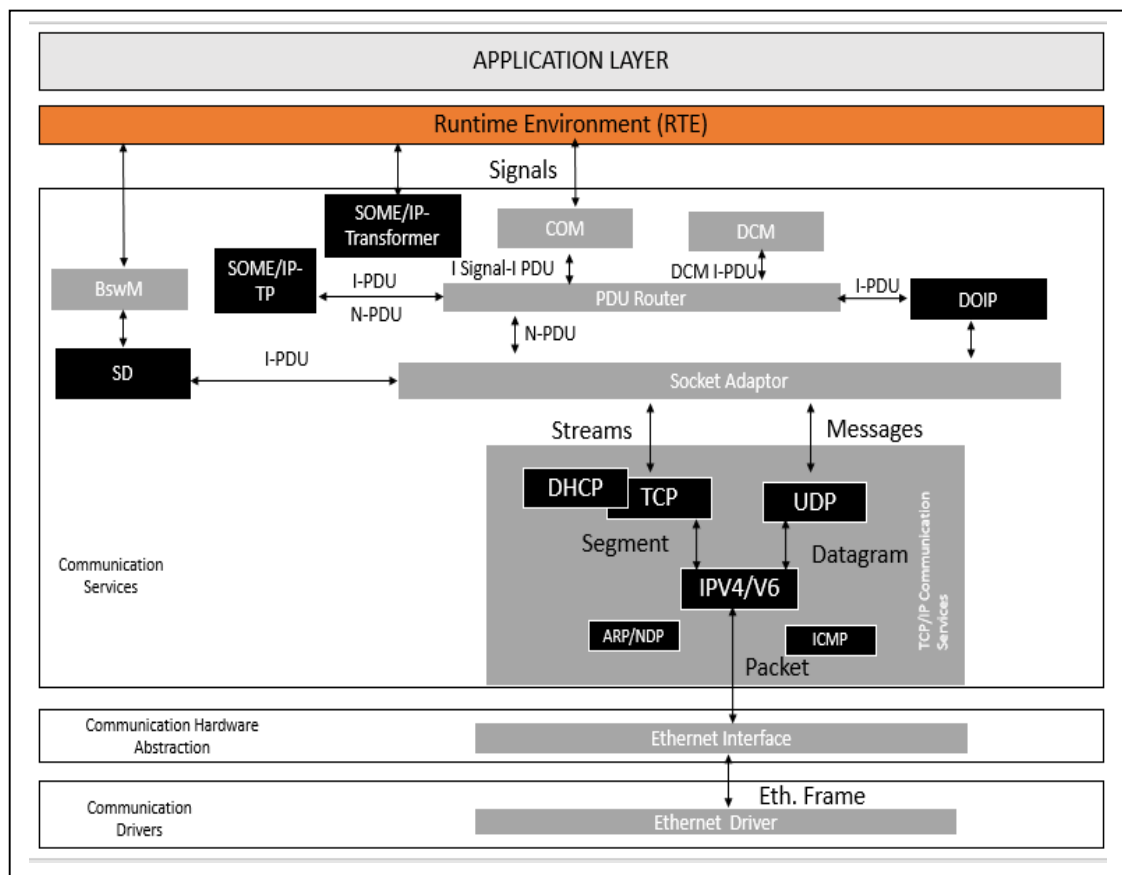 APPLICATION LAYER
Runtime Environment (RTE)
Signals
SOME/IP-
Transformer
COM
DCM
SOME/IP-
TP
I Signal-I PDU
DCM I-PDU
BswM
I-PDU
N-PDU
PDU Router
I-PDU
DOIP
N-PDU
SD
I-PDU
Socket Adaptor
Streams
Messages
DHCP
TCP
UDP
Segment
Datagram
Communication
Services
IPV4/V6
TCP/IP Communication
Services
ARP/NDP
ICMP
Packet
Communication Hardware
Abstraction
Ethernet Interface
Eth. Frame
Communication
Drivers
Ethernet Driver